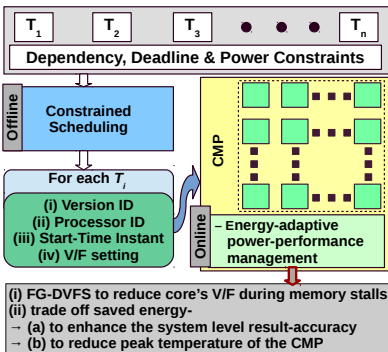 T1 T2 T3 Tn
Dependency, Deadline & Power Constraints
Offline
Constrained
Scheduling
For each Ti
(i) Version ID
(ii) Processor ID
(iii) Start-Time Instant
(iv) V/F setting
CMP
Online
– Energy-adaptive
power-performance
management
(i) FG-DVFS to reduce core's V/F during memory stalls
(ii) trade off saved energy-
→ (a) to enhance the system level result-accuracy
→ (b) to reduce peak temperature of the CMP